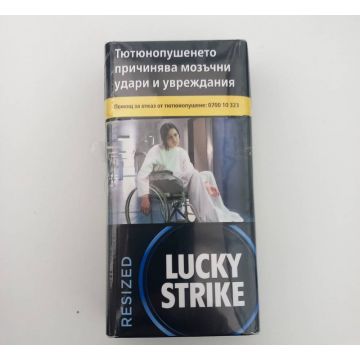 Тютюнопушенето
причинява мозъчни
удари и увреждания
Помощ за отказ от тютюнопушене: 0700 10 323
RESIZED
LUCKY
STRIKE